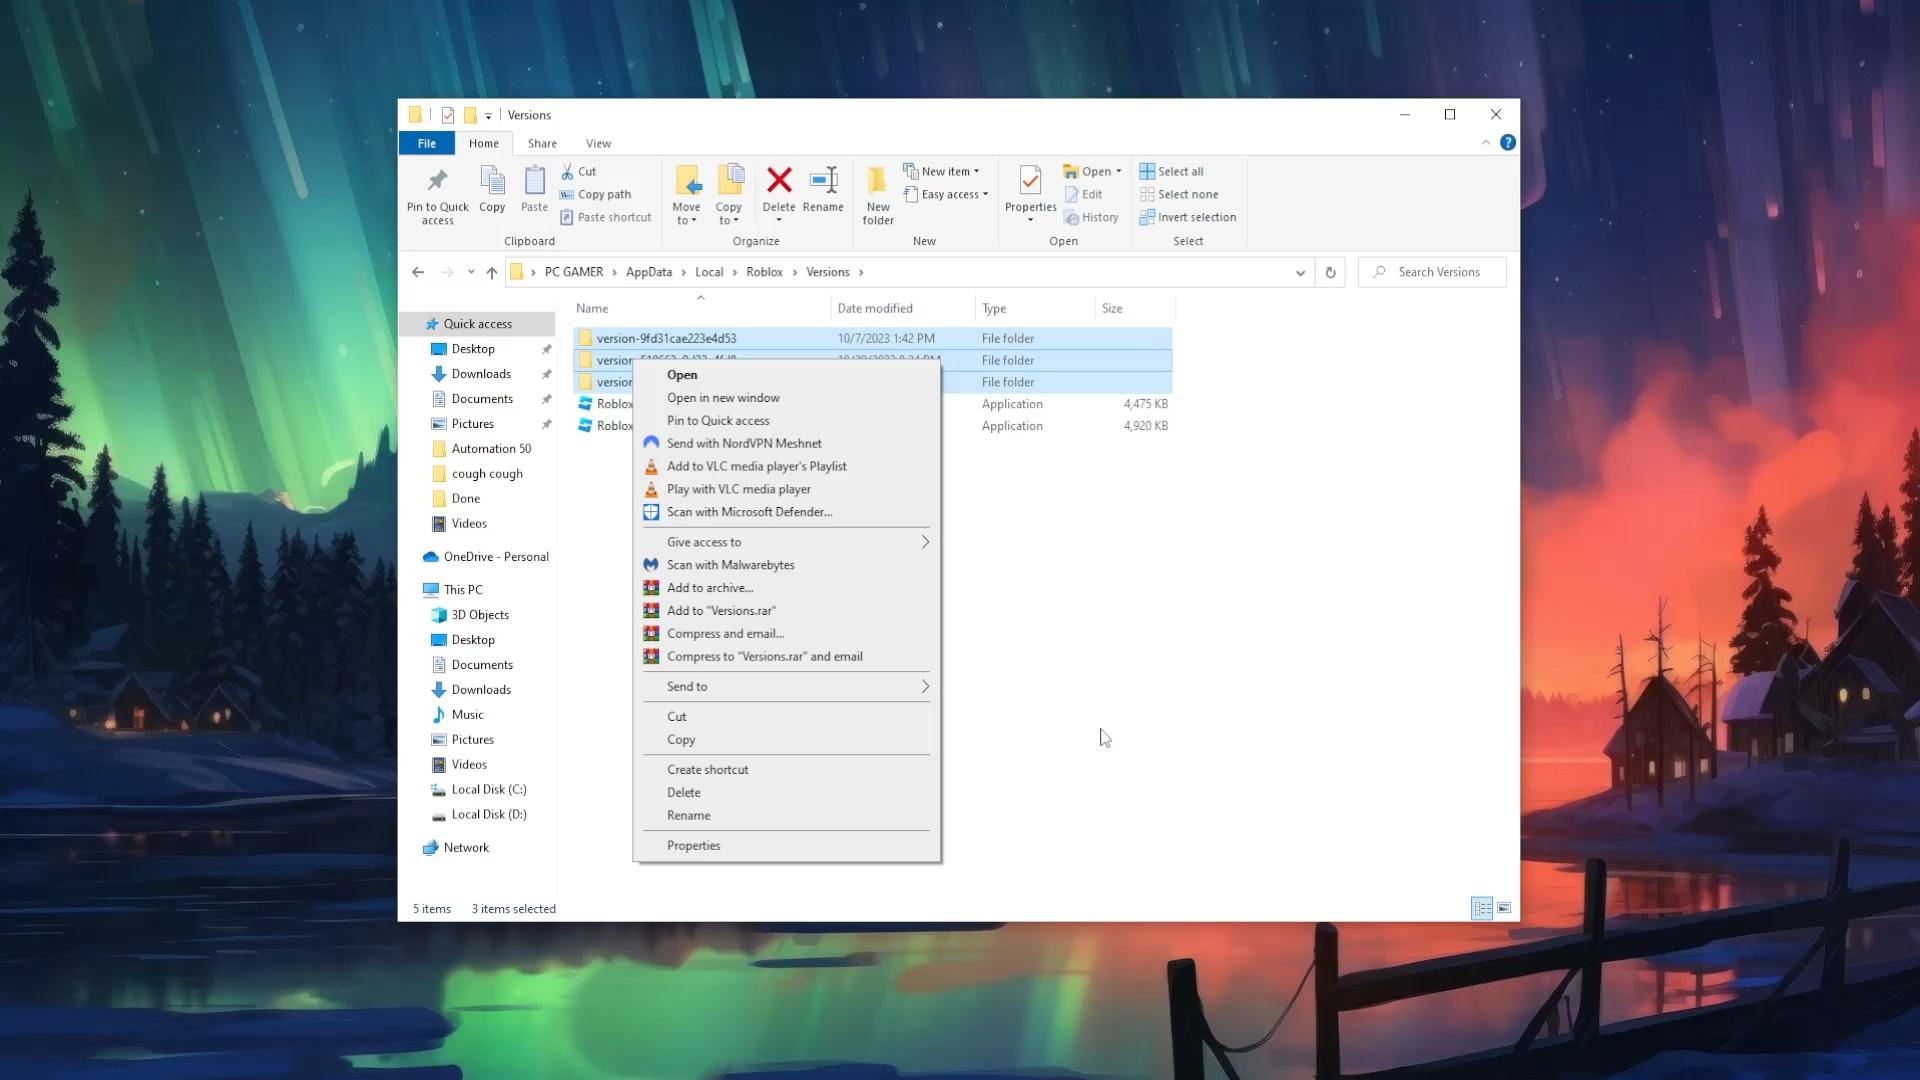 Versions
File Home Share View
Pin to Quick access
Copy
Paste
Cut
Copy path
Paste shortcut
Clipboard
Move to
Copy to
Delete
Rename
Organize
New folder
New item
Easy access
New
Properties
Open
Edit
History
Open
Select all
Select none
Invert selection
Select
PC GAMER › AppData › Local › Roblox › Versions ›
Search Versions
Name Date modified Type Size
version-9fd31cae223e4d53 10/7/2023 1:42 PM File folder
version File folder
version File folder
Roblox Application 4,475 KB
Roblox Application 4,920 KB
Quick access
Desktop
Downloads
Documents
Pictures
Automation 50
cough cough
Done
Videos
OneDrive - Personal
This PC
3D Objects
Desktop
Documents
Downloads
Music
Pictures
Videos
Local Disk (C:)
Local Disk (D:)
Network
Open
Open in new window
Pin to Quick access
Send with NordVPN Meshnet
Add to VLC media player's Playlist
Play with VLC media player
Scan with Microsoft Defender...
Give access to
Scan with Malwarebytes
Add to archive...
Add to "Versions.rar"
Compress and email...
Compress to "Versions.rar" and email
Send to
Cut
Copy
Create shortcut
Delete
Rename
Properties
5 items 3 items selected